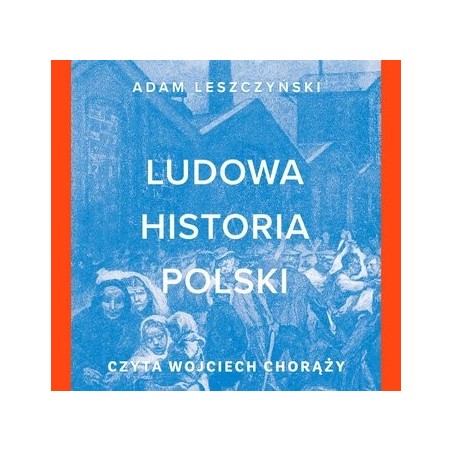 ADAM LESZCZYŃSKI
LUDOWA
HISTORIA
POLSKI
CZYTA WOJCIECH CHORĄŻY